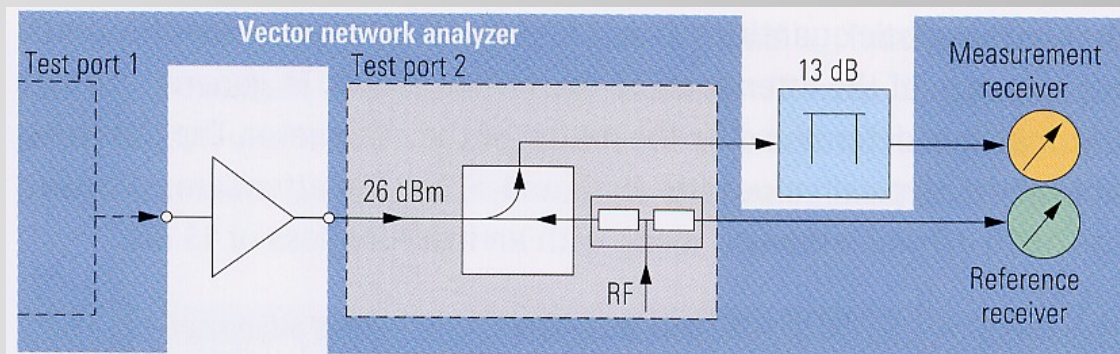 Vector network analyzer
Test port 1
Test port 2
13 dB
Measurement
receiver
26 dBm
RF
Reference
receiver